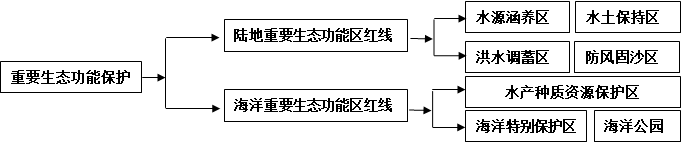 重要生态功能保护
陆地重要生态功能区红线
水源涵养区
水土保持区
洪水调蓄区
防风固沙区
海洋重要生态功能区红线
水产种质资源保护区
海洋特别保护区
海洋公园